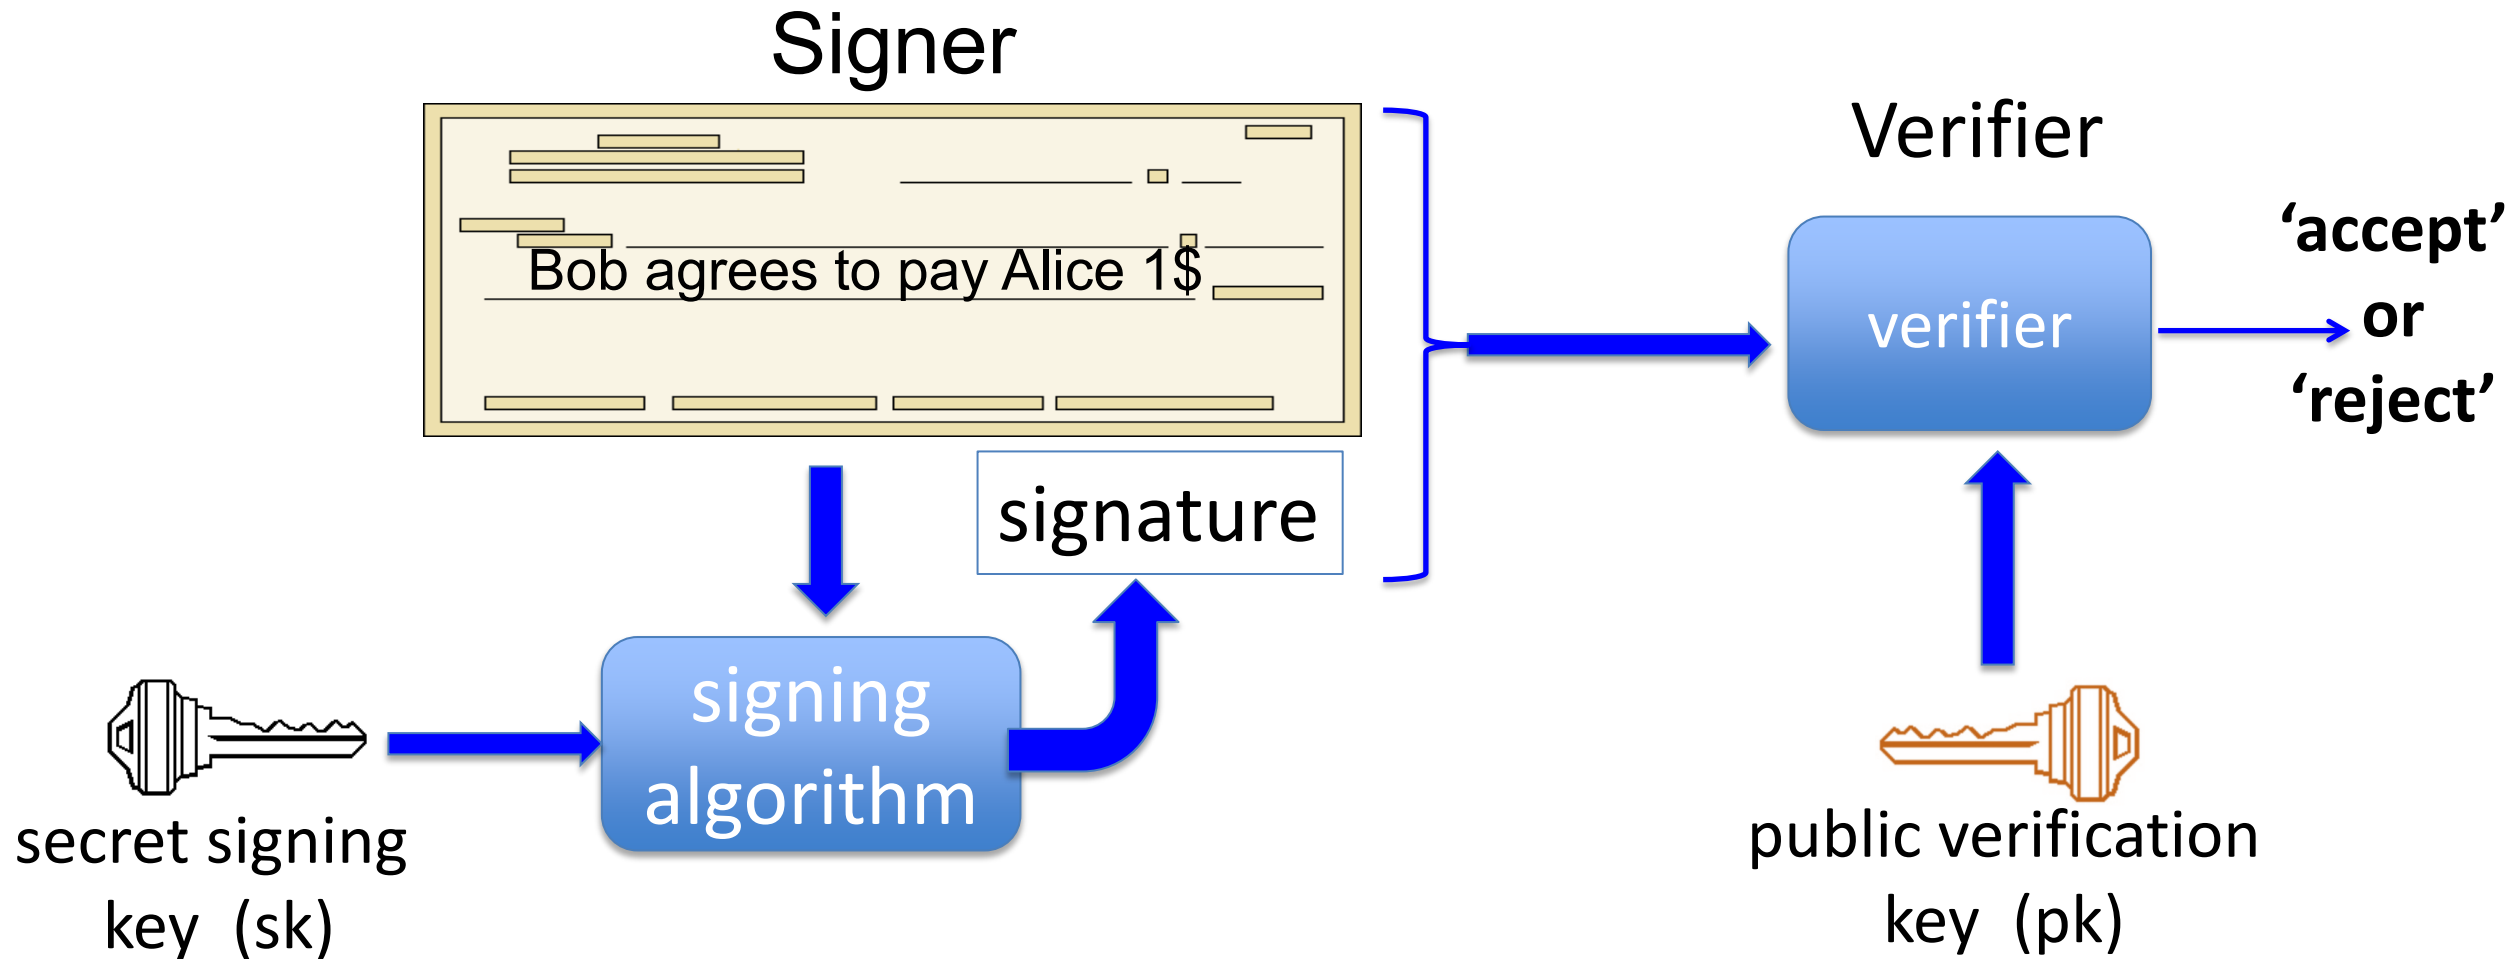 Signer
Bob agrees to pay Alice 1$
signature
signing
algorithm
secret signing
key (sk)
Verifier
verifier
‘accept’
or
‘reject’
public verification
key (pk)